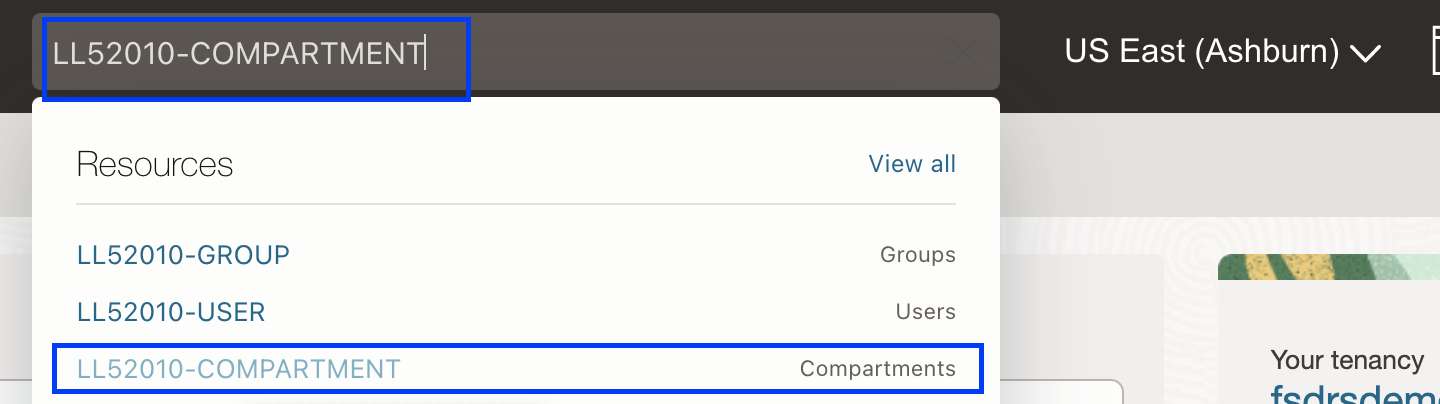 LL52010-COMPARTMENT
US East (Ashburn)
Resources
View all
LL52010-GROUP
Groups
LL52010-USER
Users
LL52010-COMPARTMENT
Compartments
Your tenancy